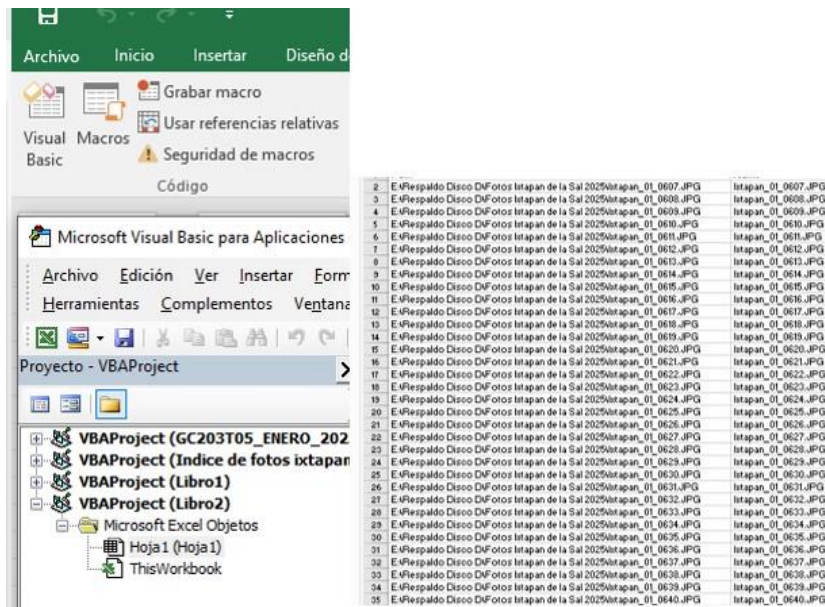 Archivo Inicio Insertar Diseño d
Visual Basic
Macros
Grabar macro
Usar referencias relativas
Seguridad de macros
Código
Microsoft Visual Basic para Aplicaciones
Archivo Edición Ver Insertar Form
Herramientas Complementos Ventana
Proyecto - VBAProject
VBAProject (GC203T05_ENERO_202
VBAProject (Indice de fotos ixtapan
VBAProject (Libro1)
VBAProject (Libro2)
Microsoft Excel Objetos
Hoja1 (Hoja1)
ThisWorkbook
2 E:\Respaldo Disco D\Fotos Ixtapan de la Sal 2025\Ixtapan_01_0607.JPG Ixtapan_01_0607.JPG
3 E:\Respaldo Disco D\Fotos Ixtapan de la Sal 2025\Ixtapan_01_0608.JPG Ixtapan_01_0608.JPG
4 E:\Respaldo Disco D\Fotos Ixtapan de la Sal 2025\Ixtapan_01_0609.JPG Ixtapan_01_0609.JPG
5 E:\Respaldo Disco D\Fotos Ixtapan de la Sal 2025\Ixtapan_01_0610.JPG Ixtapan_01_0610.JPG
6 E:\Respaldo Disco D\Fotos Ixtapan de la Sal 2025\Ixtapan_01_0611.JPG Ixtapan_01_0611.JPG
7 E:\Respaldo Disco D\Fotos Ixtapan de la Sal 2025\Ixtapan_01_0612.JPG Ixtapan_01_0612.JPG
8 E:\Respaldo Disco D\Fotos Ixtapan de la Sal 2025\Ixtapan_01_0613.JPG Ixtapan_01_0613.JPG
9 E:\Respaldo Disco D\Fotos Ixtapan de la Sal 2025\Ixtapan_01_0614.JPG Ixtapan_01_0614.JPG
10 E:\Respaldo Disco D\Fotos Ixtapan de la Sal 2025\Ixtapan_01_0615.JPG Ixtapan_01_0615.JPG
11 E:\Respaldo Disco D\Fotos Ixtapan de la Sal 2025\Ixtapan_01_0616.JPG Ixtapan_01_0616.JPG
12 E:\Respaldo Disco D\Fotos Ixtapan de la Sal 2025\Ixtapan_01_0617.JPG Ixtapan_01_0617.JPG
13 E:\Respaldo Disco D\Fotos Ixtapan de la Sal 2025\Ixtapan_01_0618.JPG Ixtapan_01_0618.JPG
14 E:\Respaldo Disco D\Fotos Ixtapan de la Sal 2025\Ixtapan_01_0619.JPG Ixtapan_01_0619.JPG
15 E:\Respaldo Disco D\Fotos Ixtapan de la Sal 2025\Ixtapan_01_0620.JPG Ixtapan_01_0620.JPG
16 E:\Respaldo Disco D\Fotos Ixtapan de la Sal 2025\Ixtapan_01_0621.JPG Ixtapan_01_0621.JPG
17 E:\Respaldo Disco D\Fotos Ixtapan de la Sal 2025\Ixtapan_01_0622.JPG Ixtapan_01_0622.JPG
18 E:\Respaldo Disco D\Fotos Ixtapan de la Sal 2025\Ixtapan_01_0623.JPG Ixtapan_01_0623.JPG
19 E:\Respaldo Disco D\Fotos Ixtapan de la Sal 2025\Ixtapan_01_0624.JPG Ixtapan_01_0624.JPG
20 E:\Respaldo Disco D\Fotos Ixtapan de la Sal 2025\Ixtapan_01_0625.JPG Ixtapan_01_0625.JPG
21 E:\Respaldo Disco D\Fotos Ixtapan de la Sal 2025\Ixtapan_01_0626.JPG Ixtapan_01_0626.JPG
22 E:\Respaldo Disco D\Fotos Ixtapan de la Sal 2025\Ixtapan_01_0627.JPG Ixtapan_01_0627.JPG
23 E:\Respaldo Disco D\Fotos Ixtapan de la Sal 2025\Ixtapan_01_0628.JPG Ixtapan_01_0628.JPG
24 E:\Respaldo Disco D\Fotos Ixtapan de la Sal 2025\Ixtapan_01_0629.JPG Ixtapan_01_0629.JPG
25 E:\Respaldo Disco D\Fotos Ixtapan de la Sal 2025\Ixtapan_01_0630.JPG Ixtapan_01_0630.JPG
26 E:\Respaldo Disco D\Fotos Ixtapan de la Sal 2025\Ixtapan_01_0631.JPG Ixtapan_01_0631.JPG
27 E:\Respaldo Disco D\Fotos Ixtapan de la Sal 2025\Ixtapan_01_0632.JPG Ixtapan_01_0632.JPG
28 E:\Respaldo Disco D\Fotos Ixtapan de la Sal 2025\Ixtapan_01_0633.JPG Ixtapan_01_0633.JPG
29 E:\Respaldo Disco D\Fotos Ixtapan de la Sal 2025\Ixtapan_01_0634.JPG Ixtapan_01_0634.JPG
30 E:\Respaldo Disco D\Fotos Ixtapan de la Sal 2025\Ixtapan_01_0635.JPG Ixtapan_01_0635.JPG
31 E:\Respaldo Disco D\Fotos Ixtapan de la Sal 2025\Ixtapan_01_0636.JPG Ixtapan_01_0636.JPG
32 E:\Respaldo Disco D\Fotos Ixtapan de la Sal 2025\Ixtapan_01_0637.JPG Ixtapan_01_0637.JPG
33 E:\Respaldo Disco D\Fotos Ixtapan de la Sal 2025\Ixtapan_01_0638.JPG Ixtapan_01_0638.JPG
34 E:\Respaldo Disco D\Fotos Ixtapan de la Sal 2025\Ixtapan_01_0639.JPG Ixtapan_01_0639.JPG
35 E:\Respaldo Disco D\Fotos Ixtapan de la Sal 2025\Ixtapan_01_0640.JPG Ixtapan_01_0640.JPG